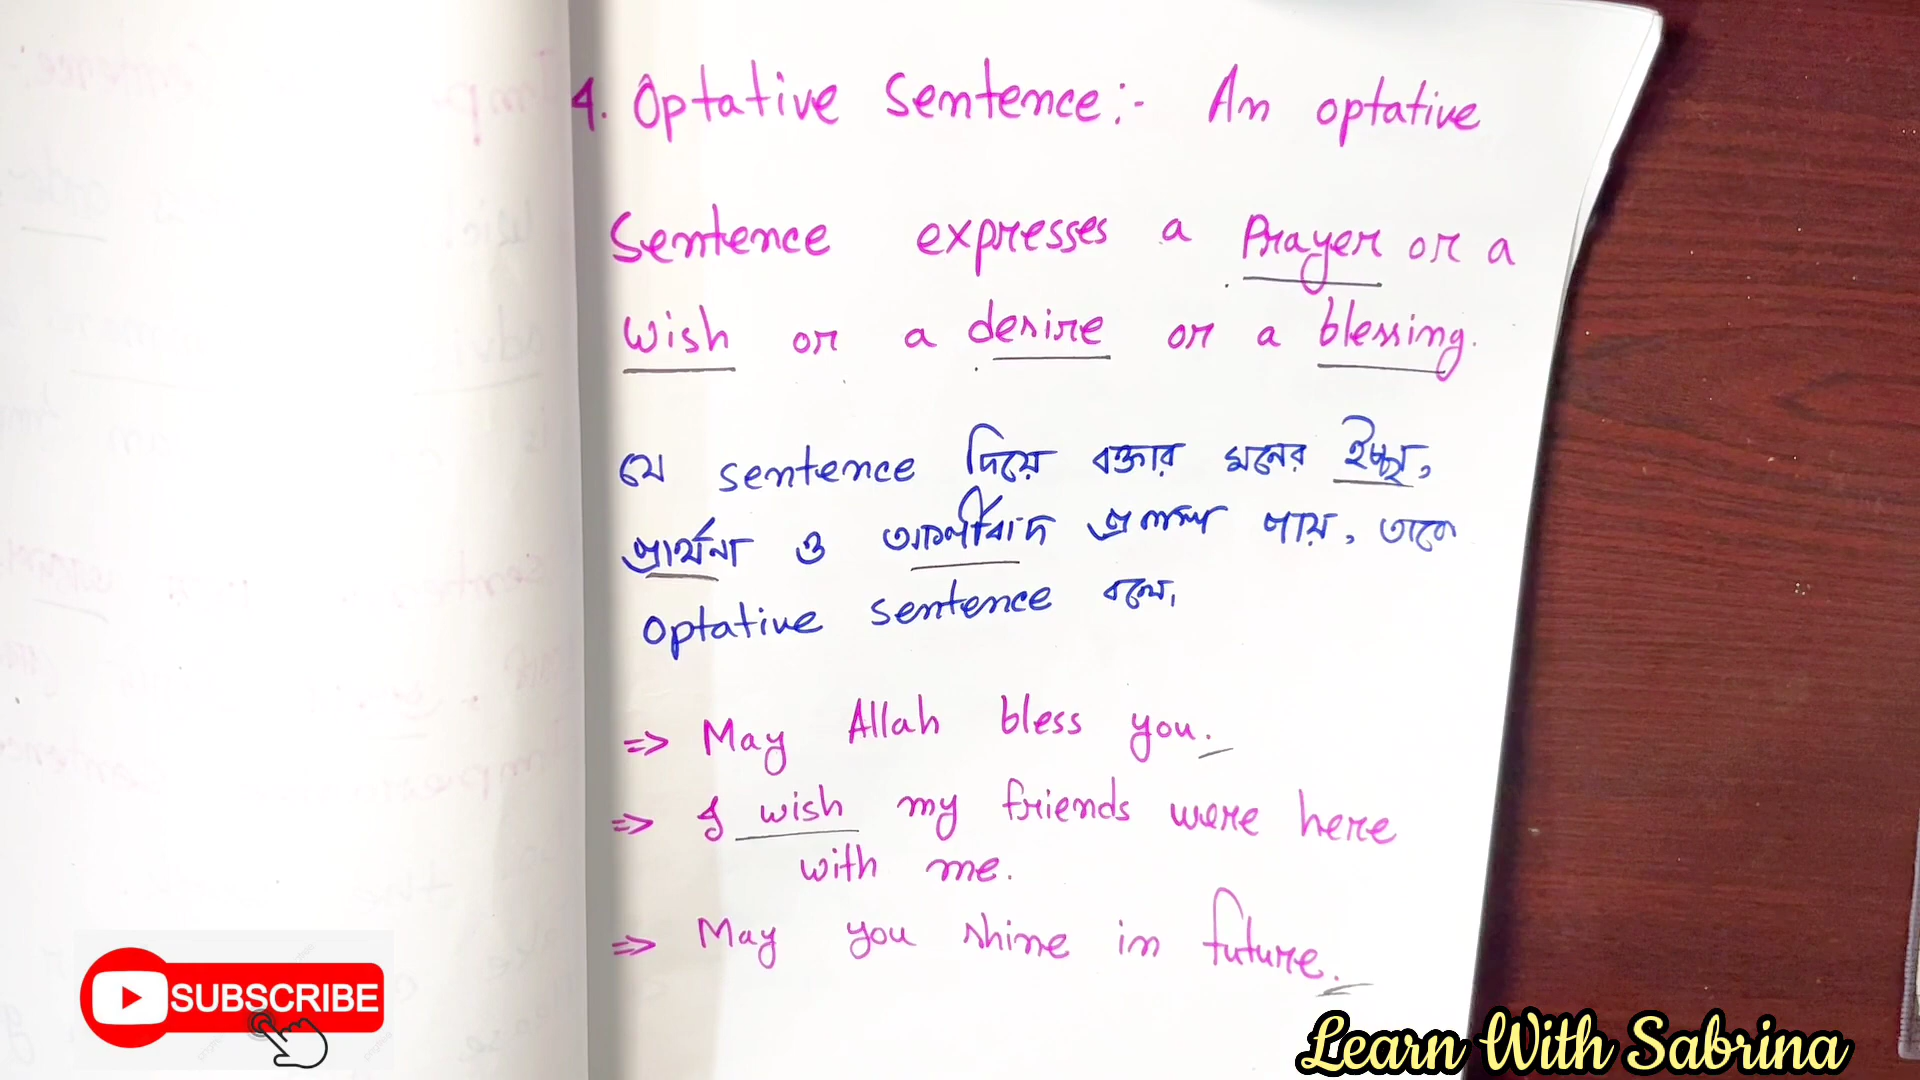 4. Optative Sentence:- An optative
Sentence expresses a Prayer or a
wish or a desire or a blessing.
যে sentence দিয়ে বক্তার মনের ইচ্ছা,
প্রার্থনা ও আশীর্বাদ প্রকাশ পায়, তাকে
optative sentence বলে।
=> May Allah bless you.
=> I wish my friends were here
with me.
=> May you shine in future.
SUBSCRIBE
Learn With Sabrina